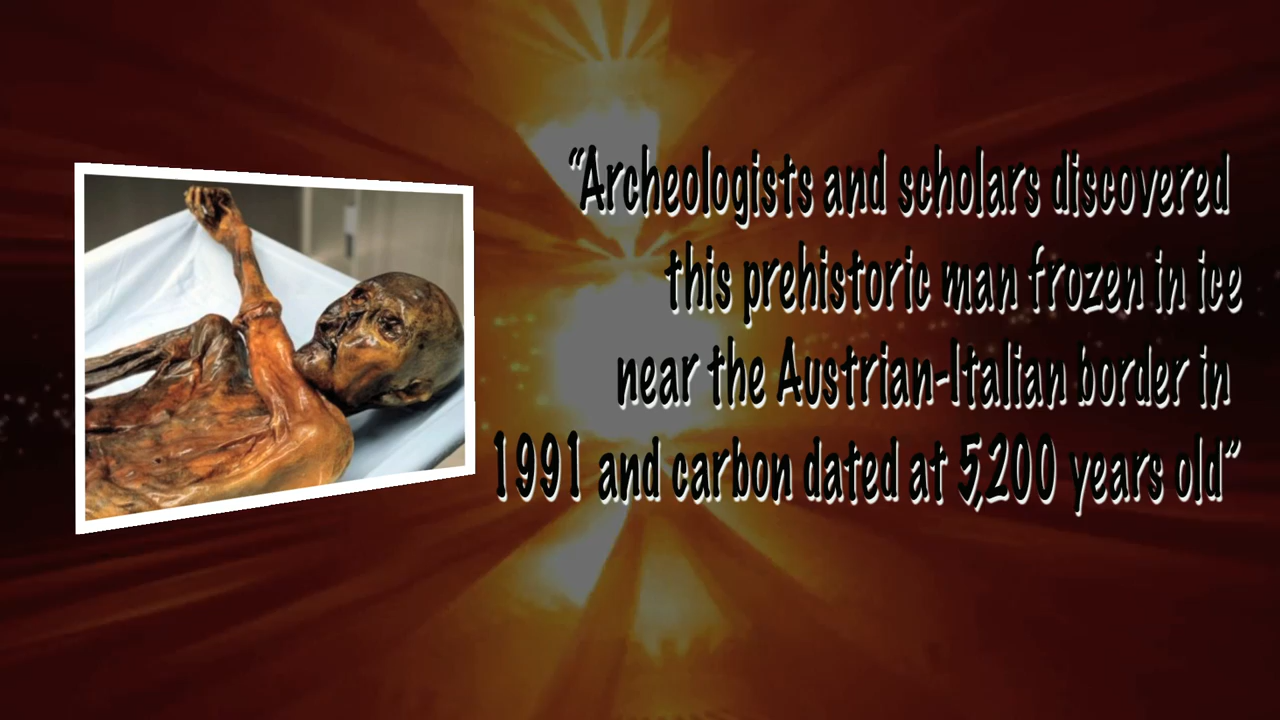 “Archeologists and scholars discovered
this prehistoric man frozen in ice
near the Austrian-Italian border in
1991 and carbon dated at 5,200 years old”